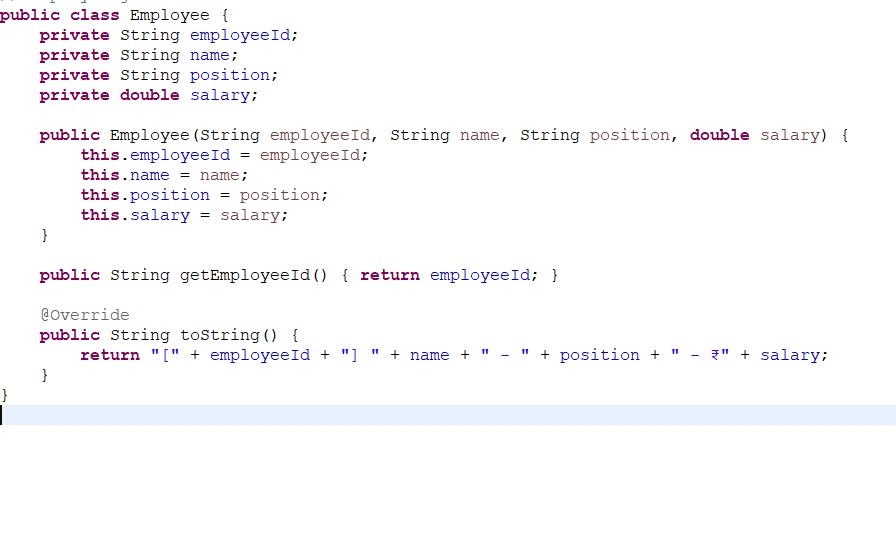 public class Employee {
    private String employeeId;
    private String name;
    private String position;
    private double salary;
    public Employee(String employeeId, String name, String position, double salary) {
        this.employeeId = employeeId;
        this.name = name;
        this.position = position;
        this.salary = salary;
    }
    public String getEmployeeId() { return employeeId; }
    @Override
    public String toString() {
        return "[" + employeeId + "] " + name + " - " + position + " - ₹" + salary;
    }
}